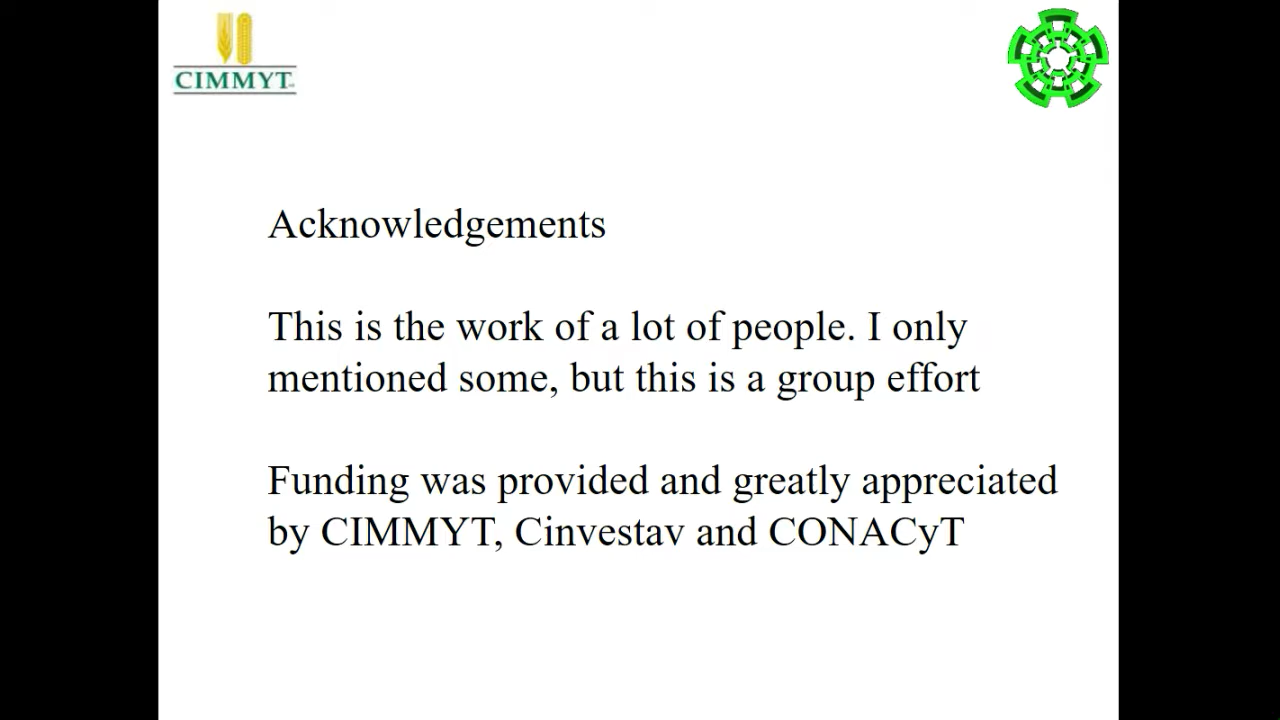 CIMMYT
Acknowledgements
This is the work of a lot of people. I only
mentioned some, but this is a group effort
Funding was provided and greatly appreciated
by CIMMYT, Cinvestav and CONACyT